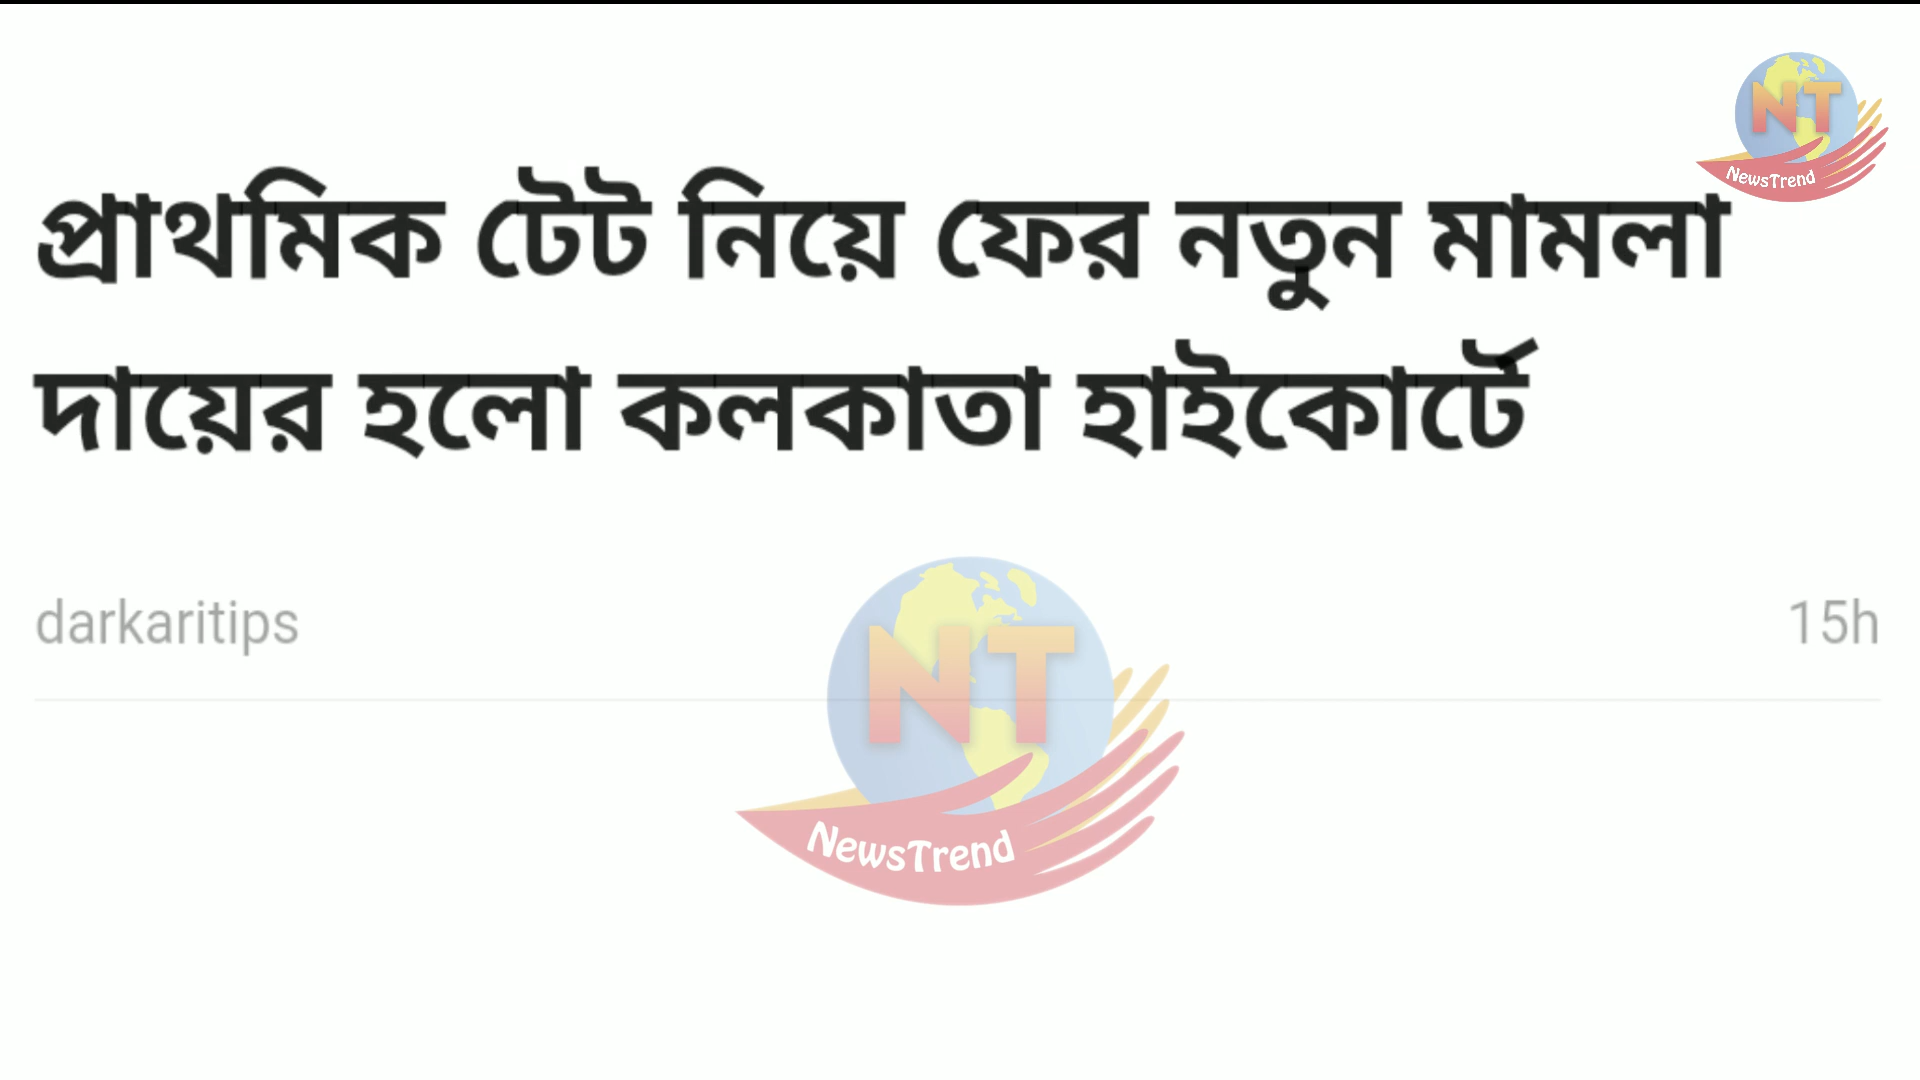 NT
NewsTrend
প্রাথমিক টেট নিয়ে ফের নতুন মামলা
দায়ের হলো কলকাতা হাইকোর্টে
darkaritips
15h
NT
NewsTrend